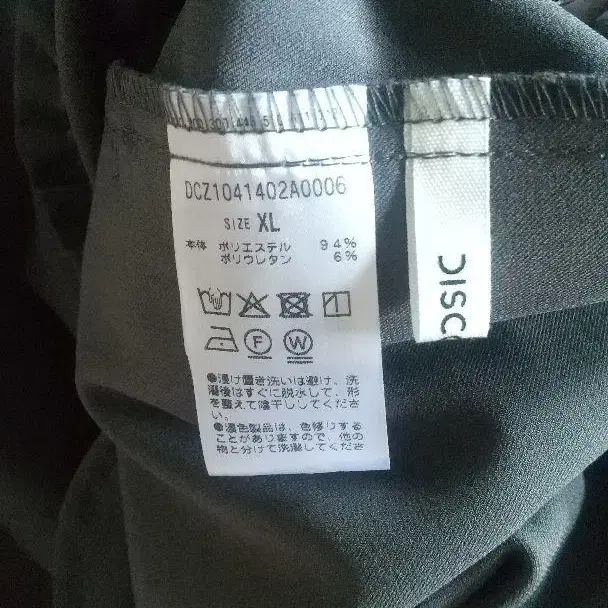 DCZ1041402A0006
SIZE XL
本体 ポリエステル 94%
ポリウレタン 6%
F W
●浸け置き洗いは避け、洗
濯後はすぐに脱水して、形
を整えて陰干ししてくださ
い。
●濃色製品は、色移りする
ことがありますので、他の
物と分けて洗濯してくださ
OSIC